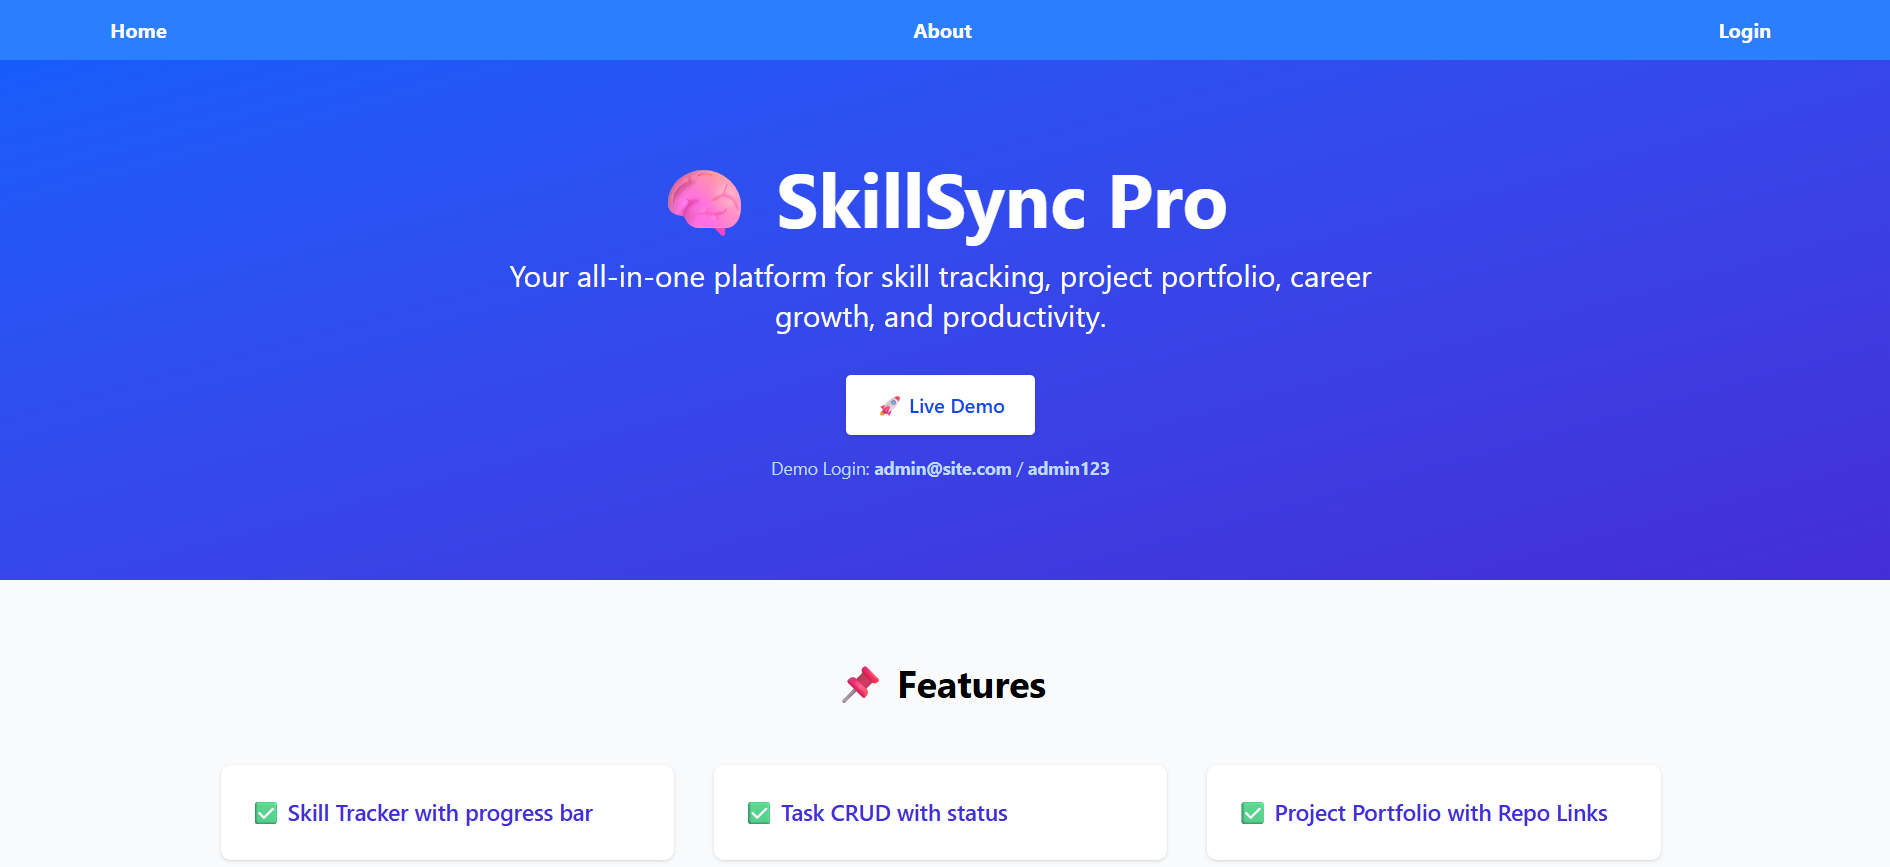 Home About Login
SkillSync Pro
Your all-in-one platform for skill tracking, project portfolio, career
growth, and productivity.
Live Demo
Demo Login: admin@site.com / admin123
Features
Skill Tracker with progress bar
Task CRUD with status
Project Portfolio with Repo Links